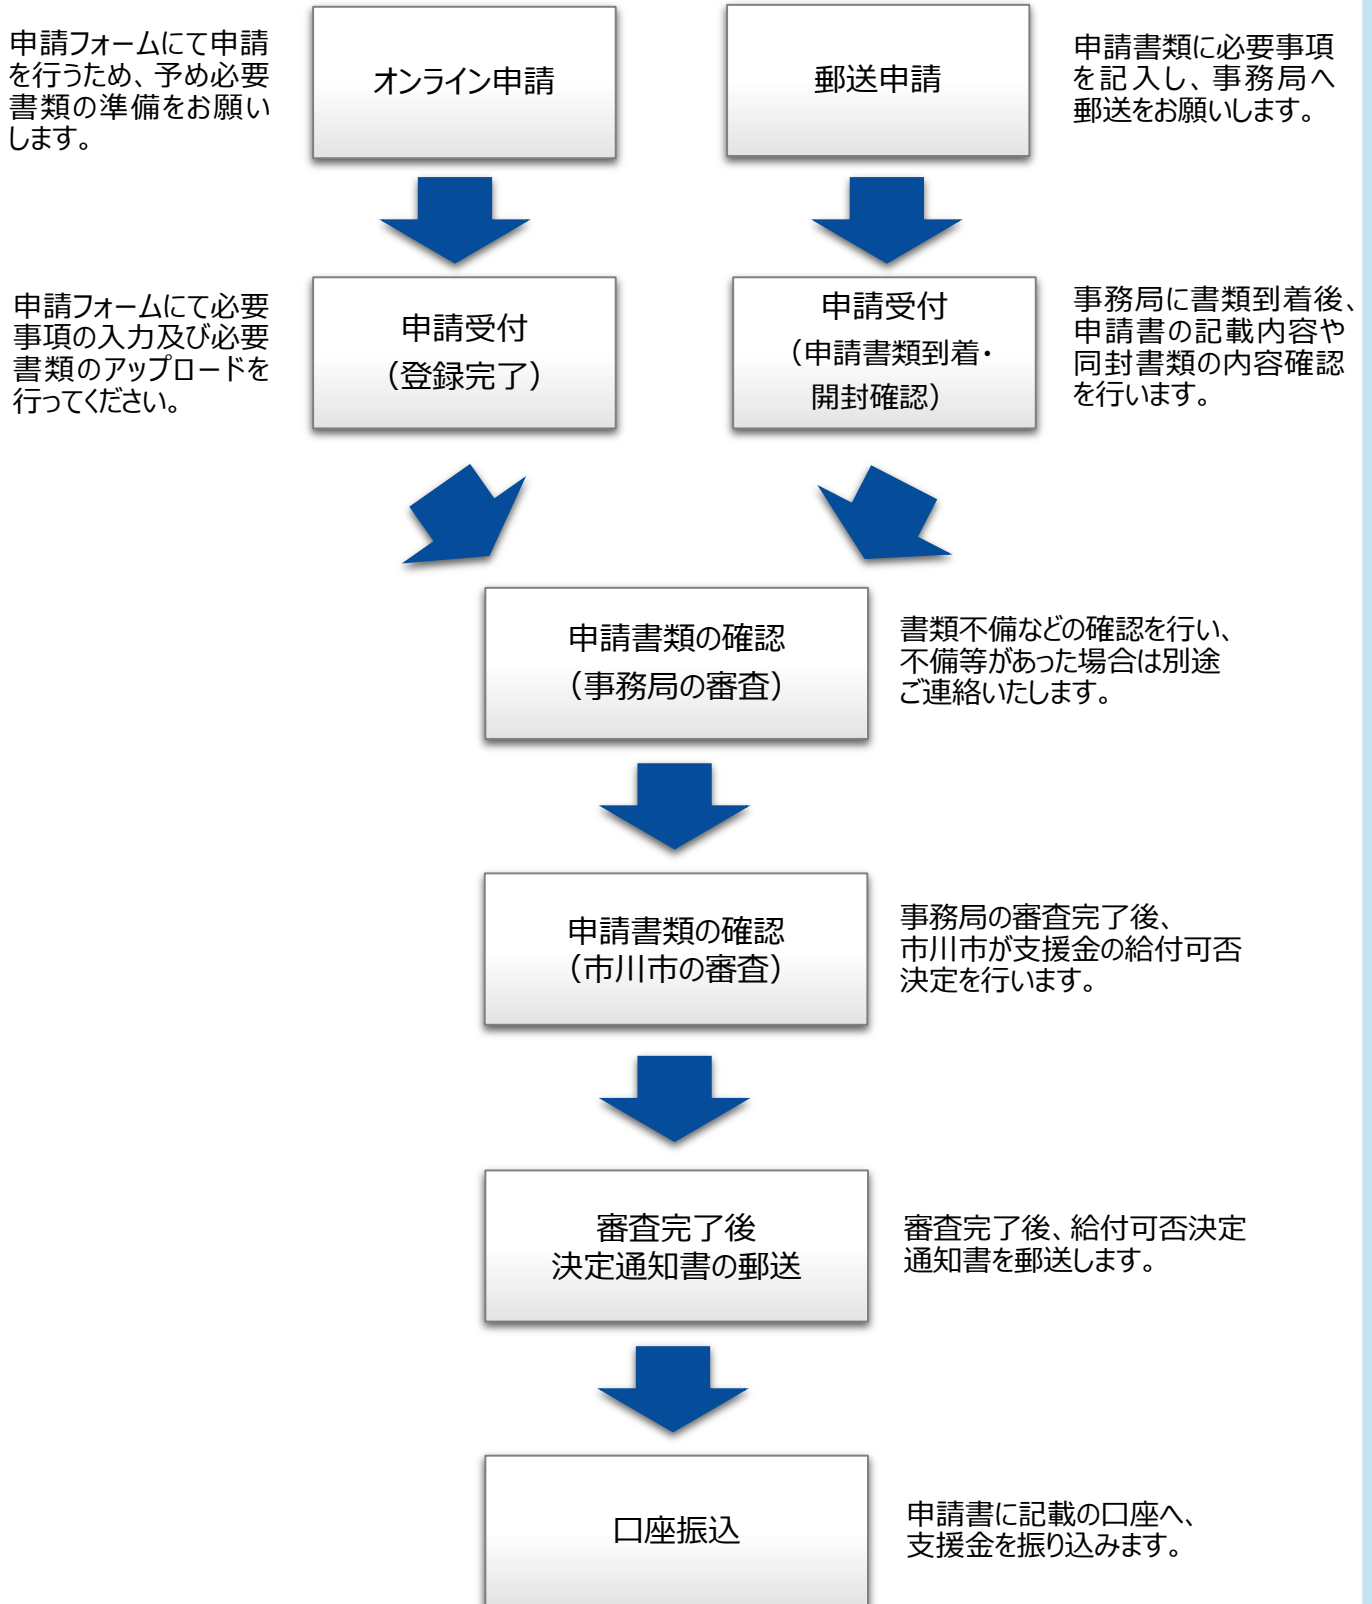 申請フォームにて申請
を行うため、予め必要
書類の準備をお願い
します。
オンライン申請
郵送申請
申請書類に必要事項
を記入し、事務局へ
郵送をお願いします。
申請フォームにて必要
事項の入力及び必要
書類のアップロードを
行ってください。
申請受付
（登録完了）
申請受付
（申請書類到着・
開封確認）
事務局に書類到着後、
申請書の記載内容や
同封書類の内容確認
を行います。
申請書類の確認
（事務局の審査）
書類不備などの確認を行い、
不備等があった場合は別途
ご連絡いたします。
申請書類の確認
（市川市の審査）
事務局の審査完了後、
市川市が支援金の給付可否
決定を行います。
審査完了後
決定通知書の郵送
審査完了後、給付可否決定
通知書を郵送します。
口座振込
申請書に記載の口座へ、
支援金を振り込みます。